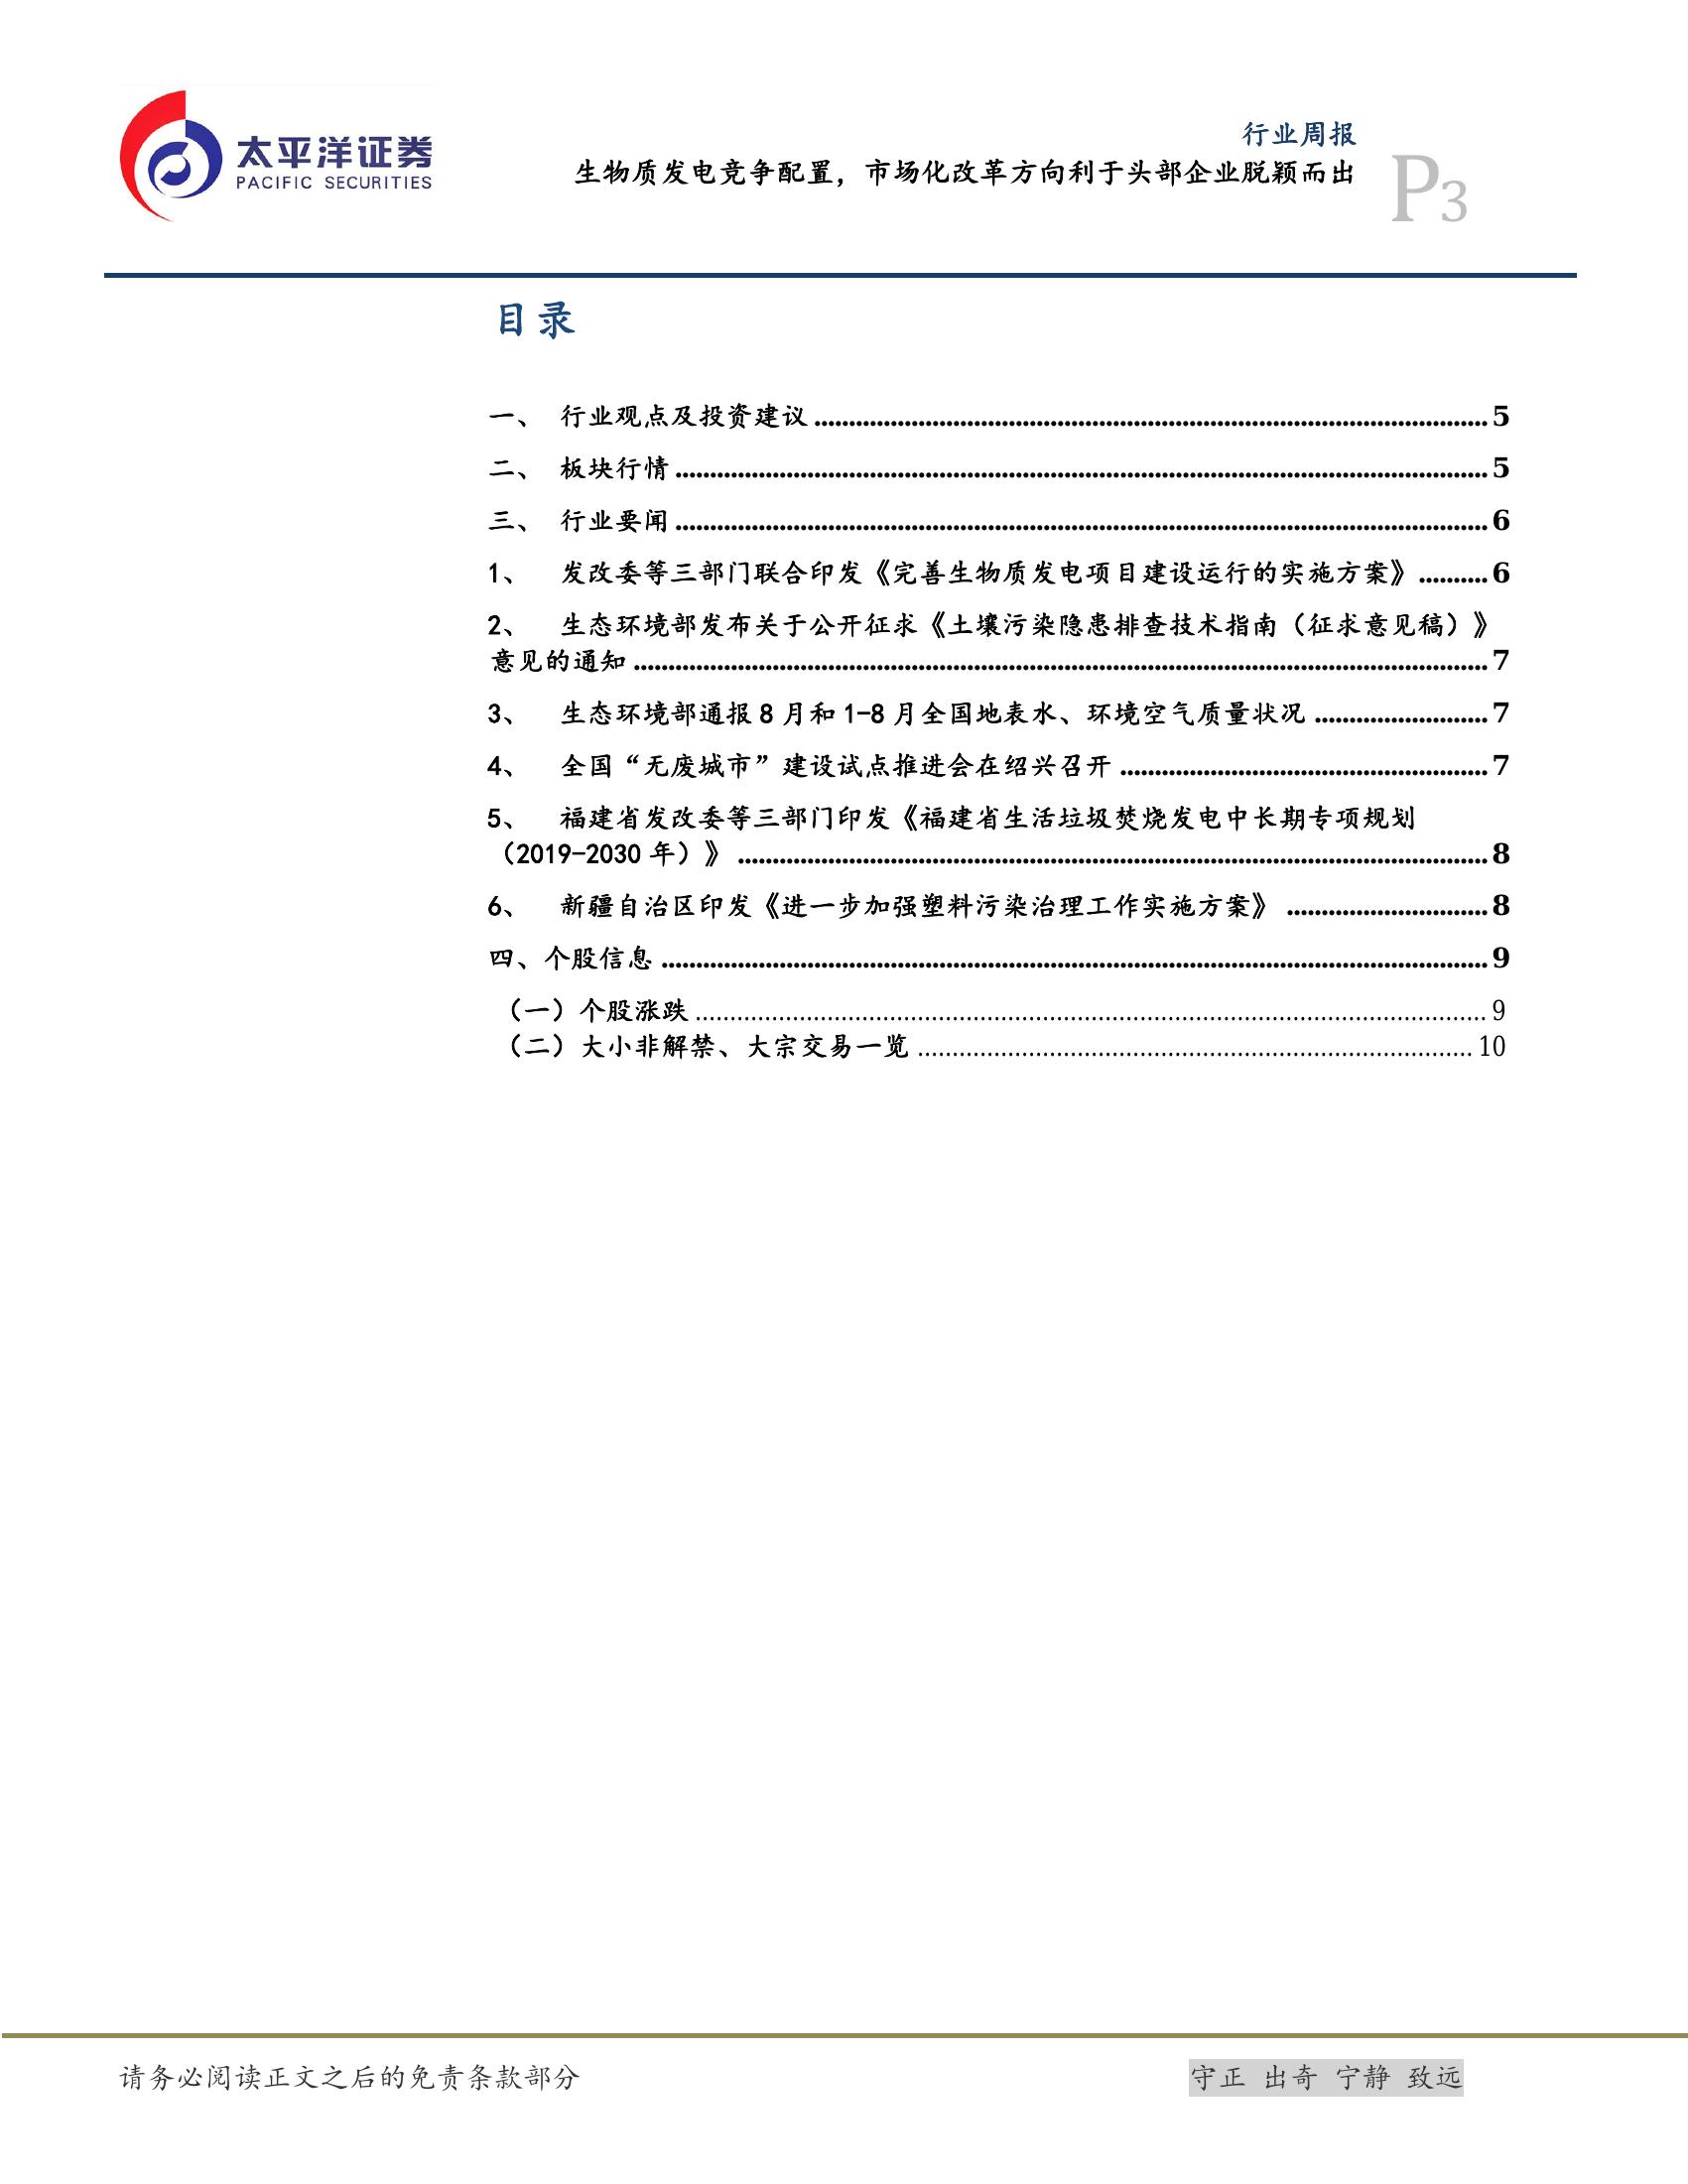 太平洋证券
PACIFIC SECURITIES
行业周报
生物质发电竞争配置，市场化改革方向利于头部企业脱颖而出
P3
目录
一、 行业观点及投资建议 5
二、 板块行情 5
三、 行业要闻 6
1、 发改委等三部门联合印发《完善生物质发电项目建设运行的实施方案》 6
2、 生态环境部发布关于公开征求《土壤污染隐患排查技术指南（征求意见稿）》
意见的通知 7
3、 生态环境部通报 8 月和 1-8 月全国地表水、环境空气质量状况 7
4、 全国“无废城市”建设试点推进会在绍兴召开 7
5、 福建省发改委等三部门印发《福建省生活垃圾焚烧发电中长期专项规划
（2019-2030 年）》 8
6、 新疆自治区印发《进一步加强塑料污染治理工作实施方案》 8
四、个股信息 9
（一）个股涨跌 9
（二）大小非解禁、大宗交易一览 10
请务必阅读正文之后的免责条款部分
守正 出奇 宁静 致远